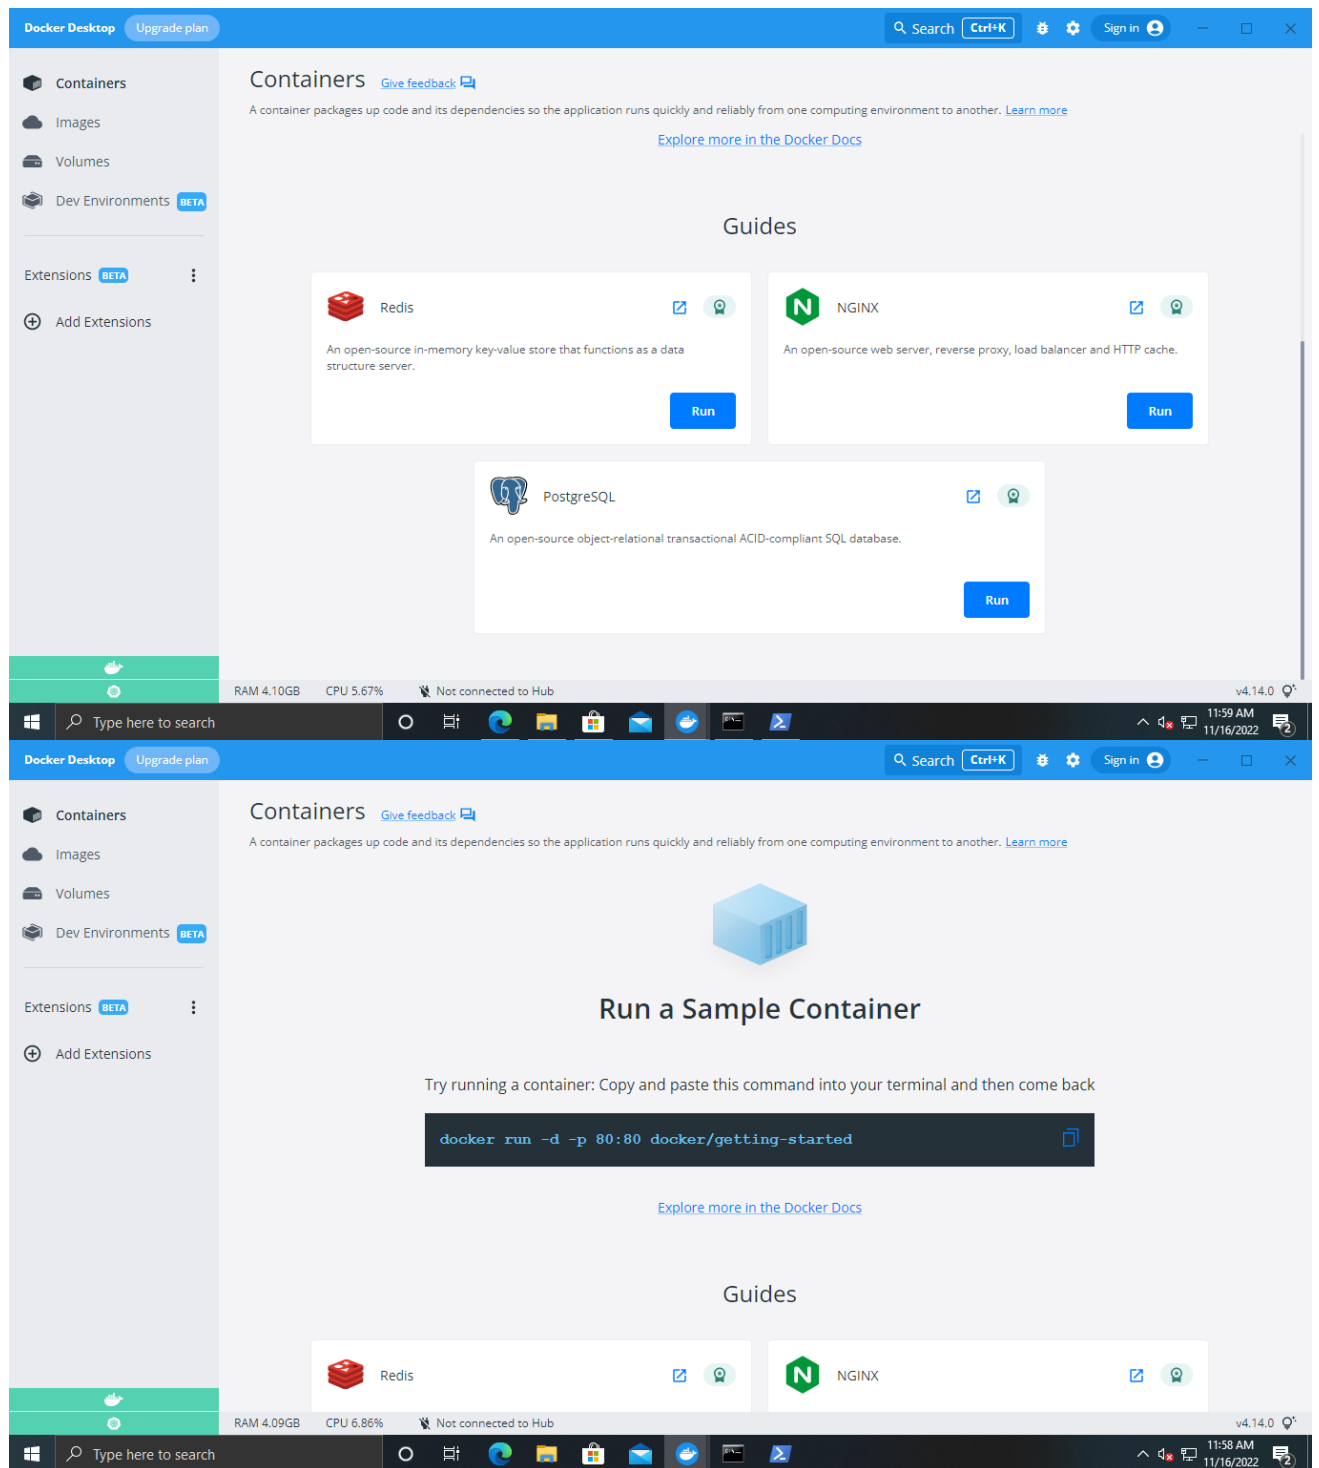 Docker Desktop Upgrade plan Search Ctrl+K Sign in
Containers
Images
Volumes
Dev Environments BETA
Extensions BETA
Add Extensions
Containers Give feedback
A container packages up code and its dependencies so the application runs quickly and reliably from one computing environment to another. Learn more
Explore more in the Docker Docs
Guides
Redis
An open-source in-memory key-value store that functions as a data
structure server.
Run
NGINX
An open-source web server, reverse proxy, load balancer and HTTP cache.
Run
PostgreSQL
An open-source object-relational transactional ACID-compliant SQL database.
Run
RAM 4.10GB CPU 5.67% Not connected to Hub v4.14.0
Type here to search
11:59 AM
11/16/2022
2
Docker Desktop Upgrade plan Search Ctrl+K Sign in
Containers
Images
Volumes
Dev Environments BETA
Extensions BETA
Add Extensions
Containers Give feedback
A container packages up code and its dependencies so the application runs quickly and reliably from one computing environment to another. Learn more
Run a Sample Container
Try running a container: Copy and paste this command into your terminal and then come back
docker run -d -p 80:80 docker/getting-started
Explore more in the Docker Docs
Guides
Redis
NGINX
RAM 4.09GB CPU 6.86% Not connected to Hub v4.14.0
Type here to search
11:58 AM
11/16/2022
2